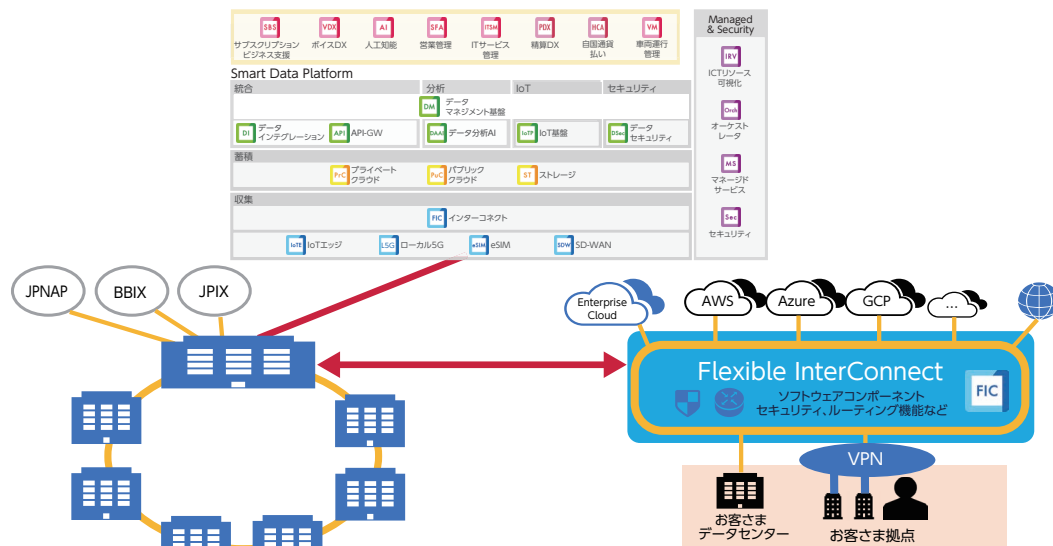 SBS
VDX
AI
SFA
ITSM
PDX
HCA
VM
サブスクリプション
ビジネス支援
ボイスDX
人工知能
営業管理
ITサービス
管理
精算DX
自国通貨
払い
車両運行
管理
Managed
& Security
IRV
ICTリソース
可視化
Orch
オーケスト
レータ
MS
マネージド
サービス
Sec
セキュリティ
Smart Data Platform
統合
分析
IoT
セキュリティ
DM
データ
マネジメント基盤
DI
データ
インテグレーション
API
API-GW
DAAI
データ分析AI
IoTP
IoT基盤
DSec
データ
セキュリティ
蓄積
PrC
プライベート
クラウド
PuC
パブリック
クラウド
ST
ストレージ
収集
FIC
インターコネクト
IoTE
IoTエッジ
L5G
ローカル5G
eSIM
eSIM
SDW
SD-WAN
JPNAP
BBIX
JPIX
Enterprise
Cloud
AWS
Azure
GCP
...
Flexible InterConnect
ソフトウェアコンポーネント
セキュリティ、ルーティング機能など
FIC
VPN
お客さま
データセンター
お客さま拠点